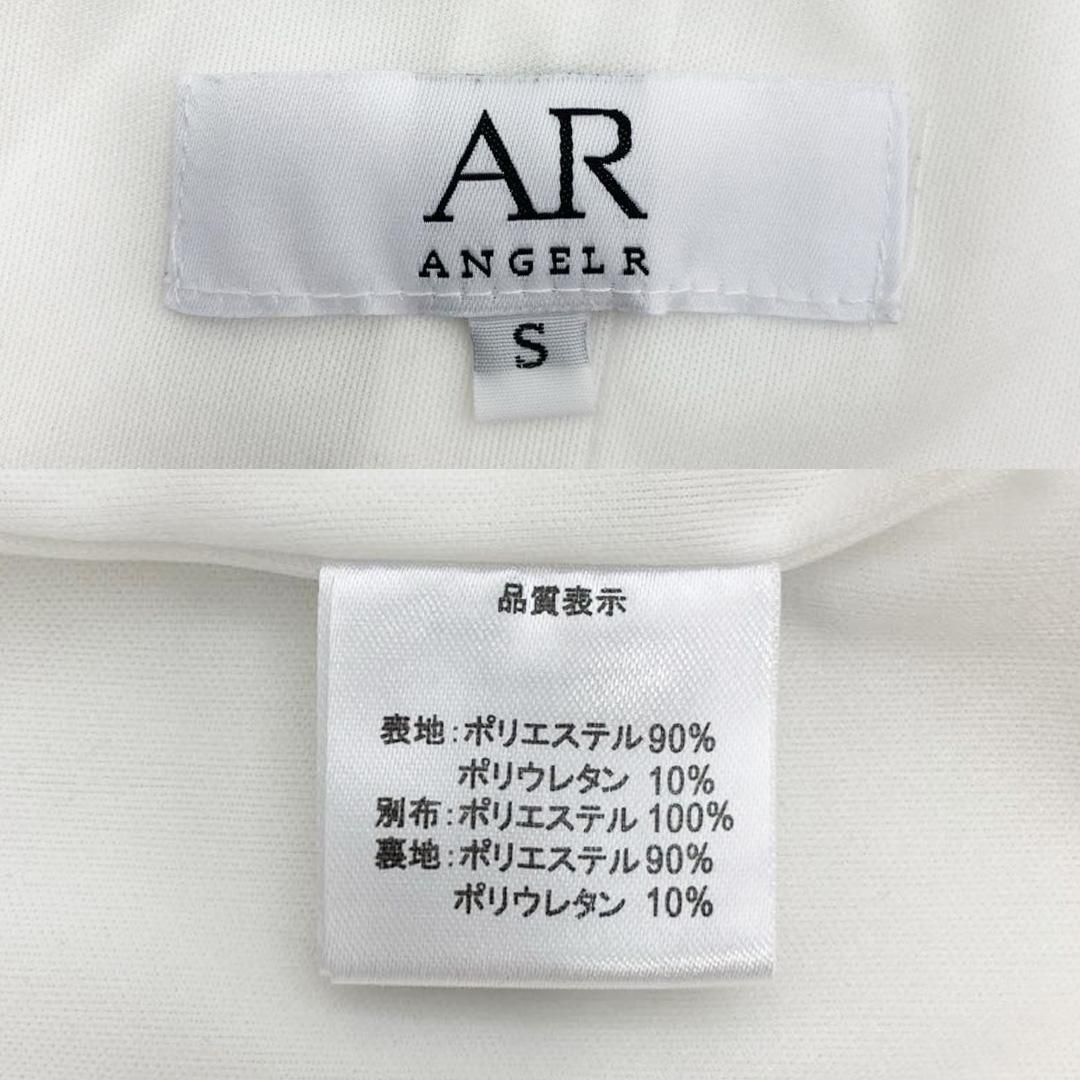 AR
ANGEL R
S
品質表示
表地:ポリエステル90%
ポリウレタン 10%
別布:ポリエステル 100%
裏地:ポリエステル90%
ポリウレタン 10%